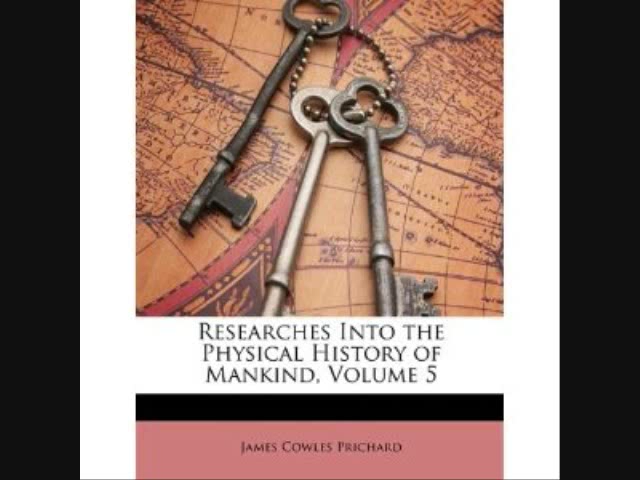 Researches Into the
Physical History of
Mankind, Volume 5
James Cowles Prichard